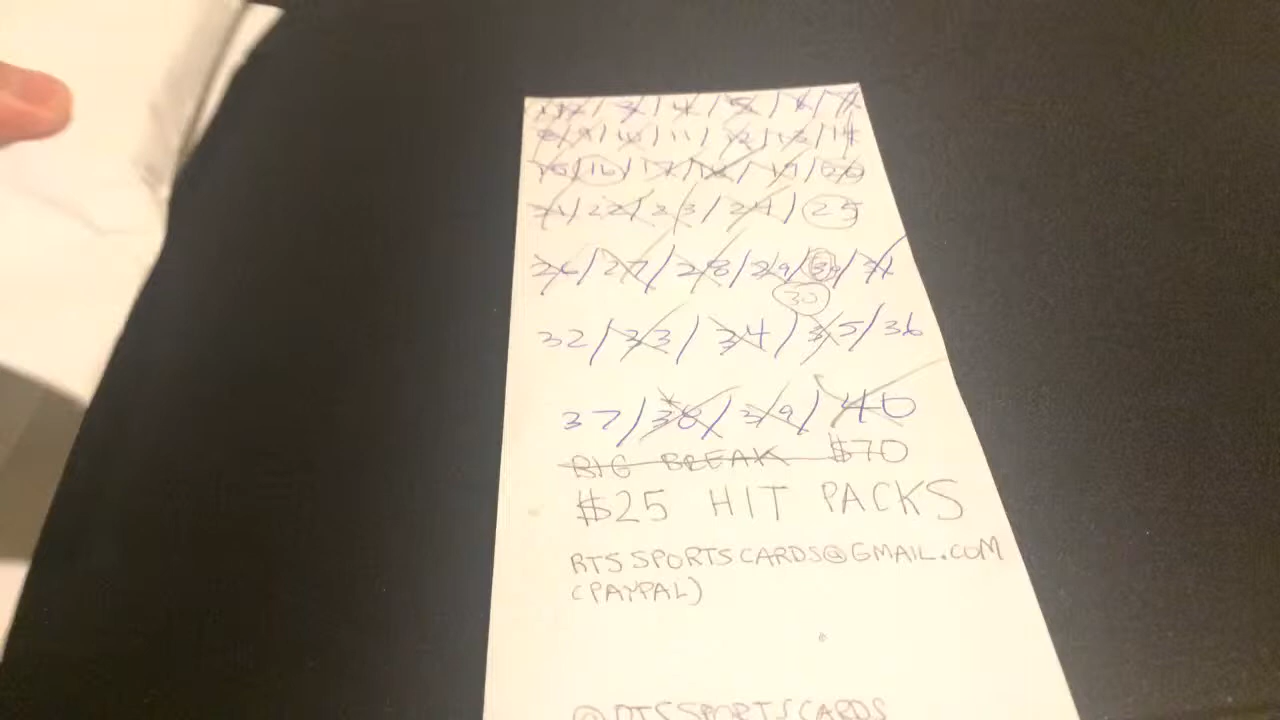 1/2/3/4/5/6/7
8/9/10/11/12/13/14
15/16/17/18/19/20
21/22/23/24/25
26/27/28/29/30/31
30
32/33/34/35/36
37/38/39/40
BIG BREAK $70
$25 HIT PACKS
RTSSPORTSCARDS@GMAIL.COM
(PAYPAL)
@RTSSPORTSCARDS